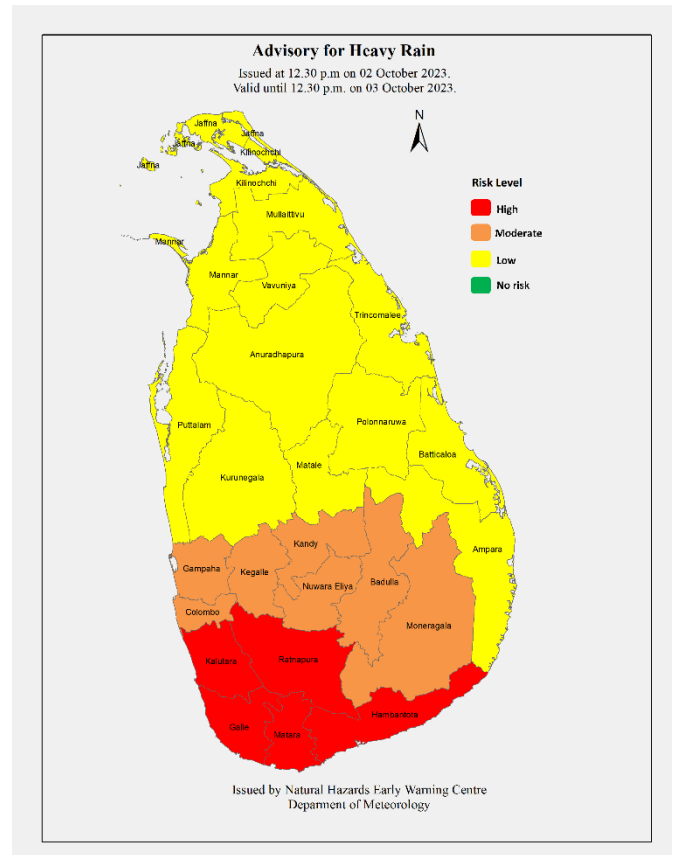 Advisory for Heavy Rain
Issued at 12.30 p.m on 02 October 2023.
Valid until 12.30 p.m. on 03 October 2023.
N
Jaffna
Jaffna
Jaffna
Kilinochchi
Jaffna
Kilinochchi
Risk Level
High
Moderate
Low
No risk
Mullaittivu
Mannar
Mannar
Vavuniya
Trincomalee
Anuradhapura
Puttalam
Polonnaruwa
Batticaloa
Matale
Kurunegala
Ampara
Kandy
Gampaha
Kegalle
Nuwara Eliya
Badulla
Colombo
Moneragala
Kalutara
Ratnapura
Hambantota
Galle
Matara
Issued by Natural Hazards Early Warning Centre
Deparment of Meteorology